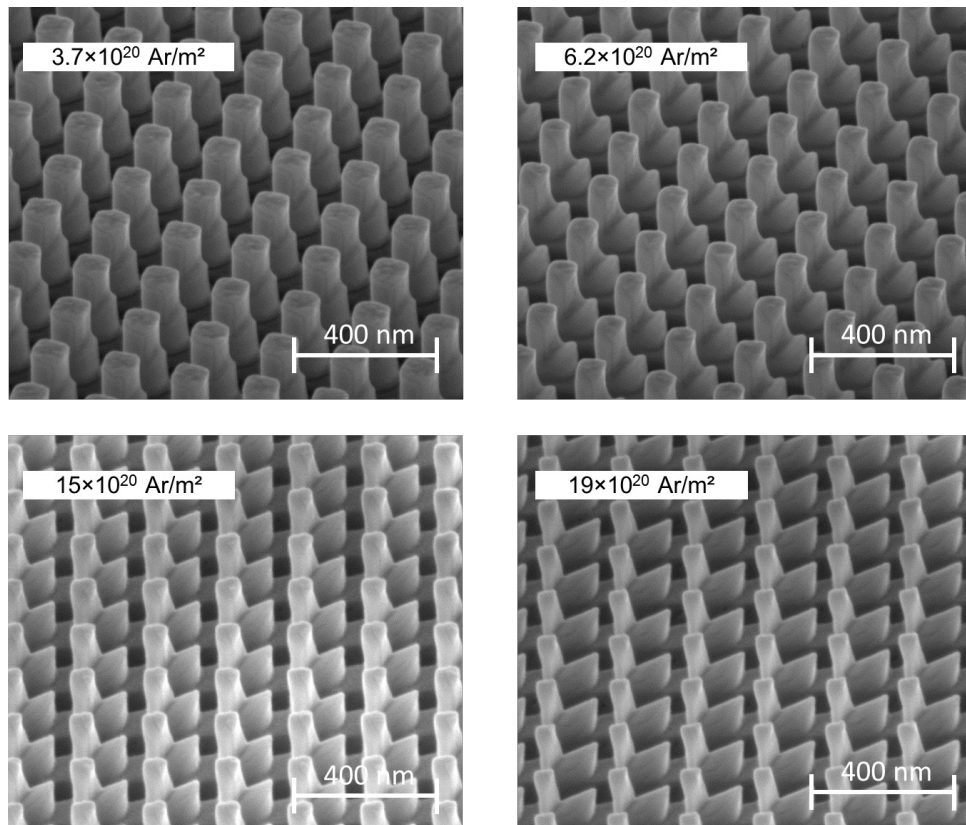 3.7×10²⁰ Ar/m²
6.2×10²⁰ Ar/m²
400 nm
400 nm
15×10²⁰ Ar/m²
19×10²⁰ Ar/m²
400 nm
400 nm